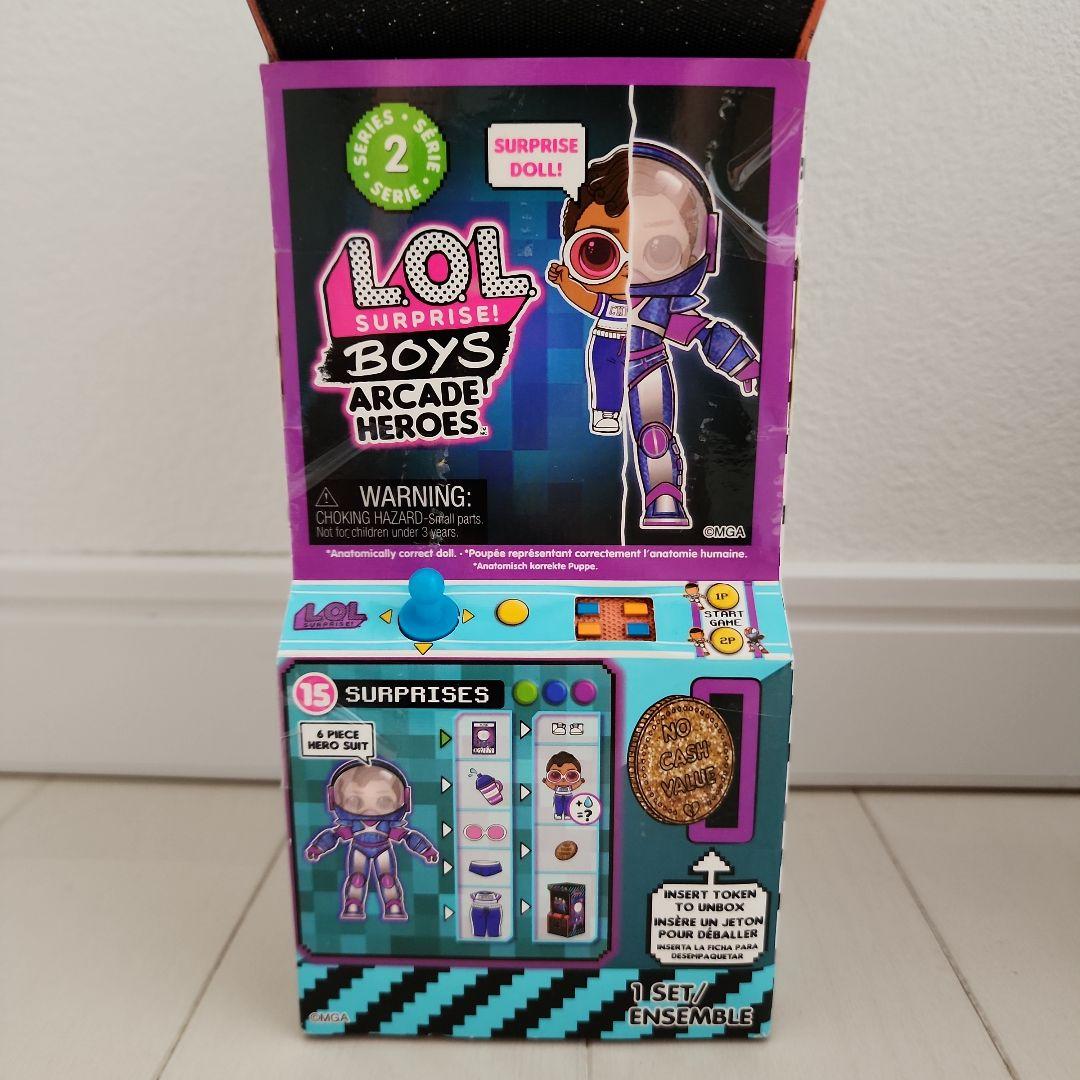 SERIES • SÉRIE • SERIE •
2
SURPRISE
DOLL!
L.O.L.
SURPRISE!
BOYS
ARCADE
HEROES
⚠ WARNING:
CHOKING HAZARD-Small parts.
Not for children under 3 years.
©MGA
*Anatomically correct doll. · *Poupée représentant correctement l'anatomie humaine.
*Anatomisch korrekte Puppe.
L.O.L.
SURPRISE!
1P
START
GAME
2P
15 SURPRISES
6 PIECE
HERO SUIT
+💧
=?
NO
CASH
VALUE
INSERT TOKEN
TO UNBOX
INSÈRE UN JETON
POUR DÉBALLER
INSERTA LA FICHA PARA
DESEMPAQUETAR
1 SET/
ENSEMBLE
©MGA